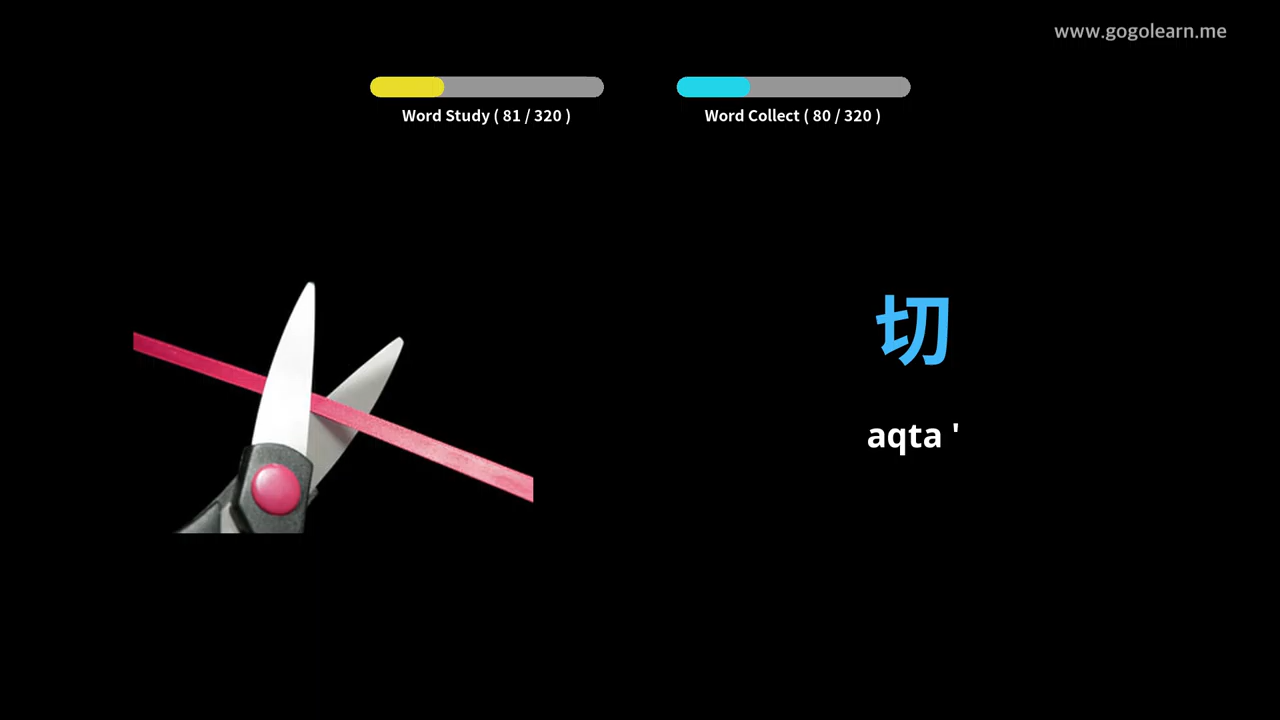 www.gogolearn.me
Word Study ( 81 / 320 )
Word Collect ( 80 / 320 )
切
aqta '